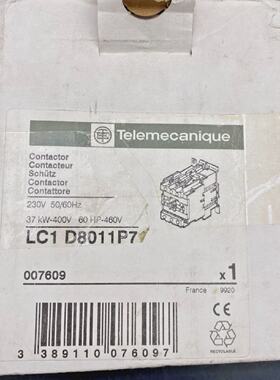 Telemecanique
Contactor
Contacteur
Schütz
Contactor
Contattore
230V 50/60Hz
37 kW-400V 60 HP-460V
LC1 D8011P7
007609
x1
France 9920
CE
RECYCLABLE
3 389110 076097